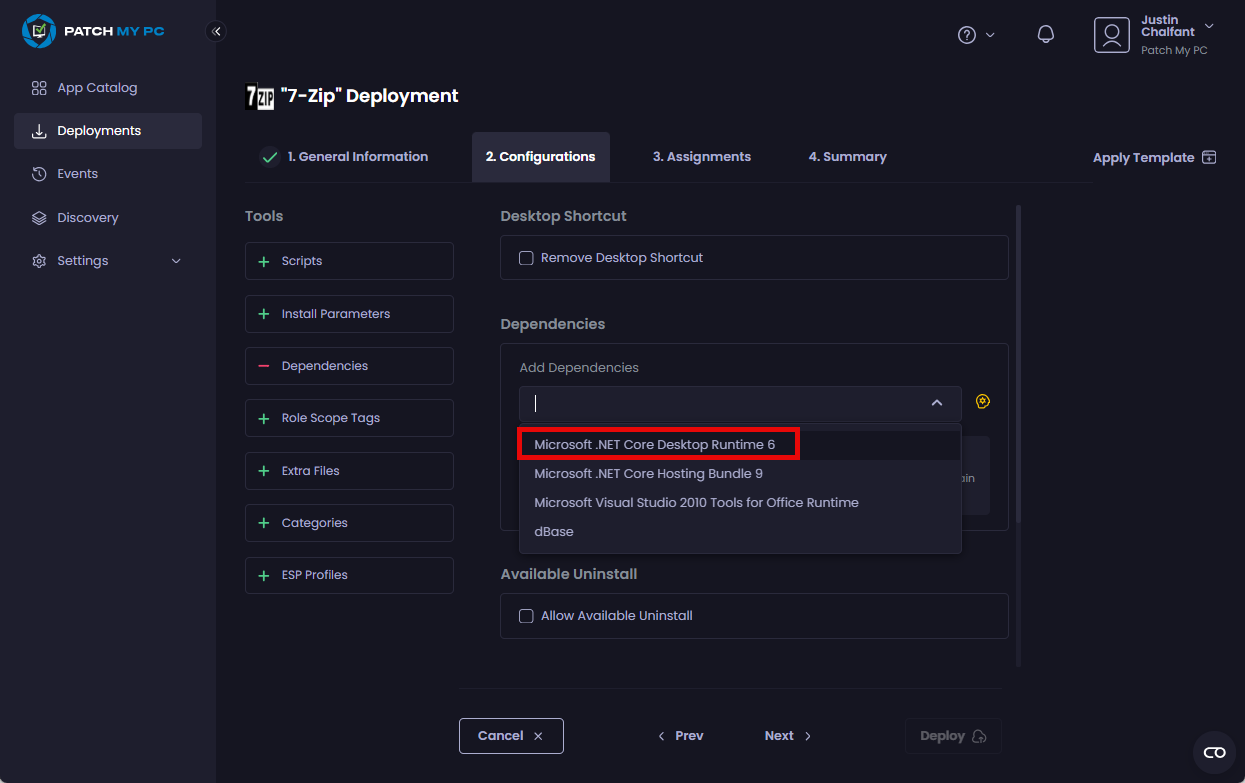 PATCH MY PC
Justin
Chalfant
Patch My PC
App Catalog
Deployments
Events
Discovery
Settings
7ZIP "7-Zip" Deployment
1. General Information
2. Configurations
3. Assignments
4. Summary
Apply Template
Tools
Scripts
Install Parameters
Dependencies
Role Scope Tags
Extra Files
Categories
ESP Profiles
Desktop Shortcut
Remove Desktop Shortcut
Dependencies
Add Dependencies
Microsoft .NET Core Desktop Runtime 6
Microsoft .NET Core Hosting Bundle 9
Microsoft Visual Studio 2010 Tools for Office Runtime
dBase
Available Uninstall
Allow Available Uninstall
Cancel
Prev
Next
Deploy